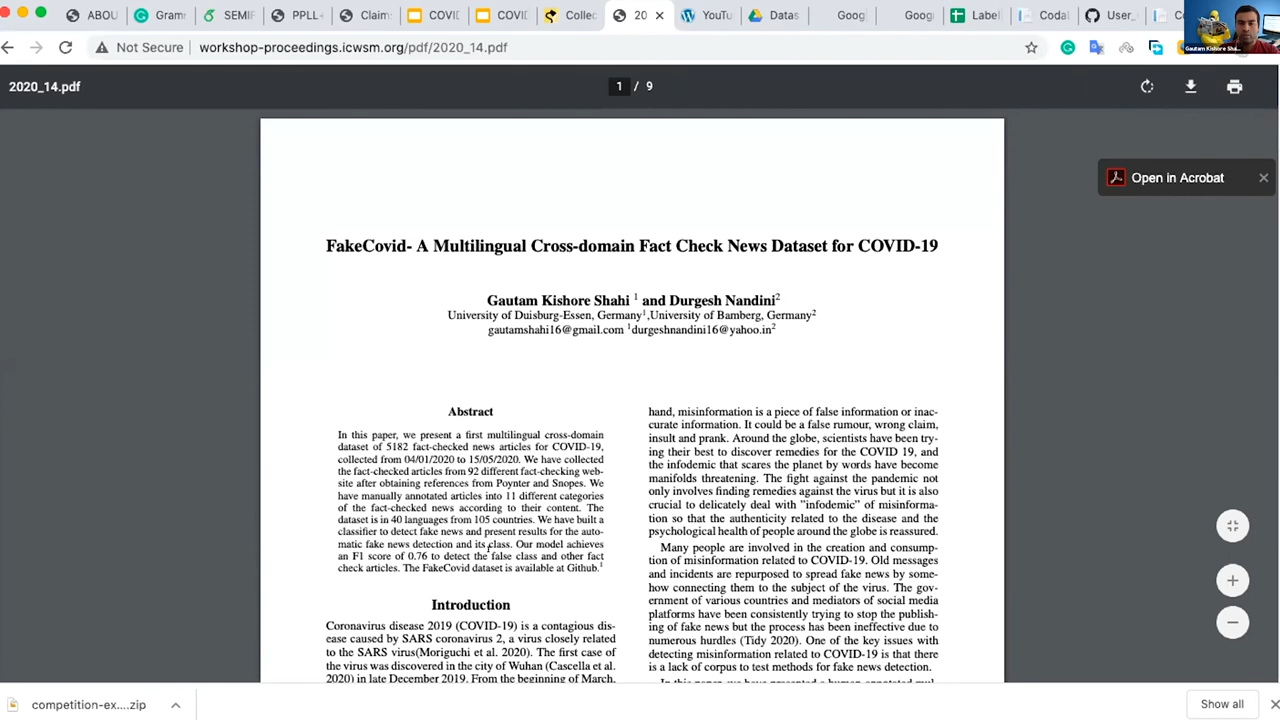 ABOU
Gramr
SEMIF
PPLL-
Claim:
COVID
COVID
Collec
20
YouTu
Datas
Goog
Goog
Label
Codal
User_
Not Secure
workshop-proceedings.icwsm.org/pdf/2020_14.pdf
Gautam Kishore Sha...
2020_14.pdf
1 / 9
Open in Acrobat
FakeCovid- A Multilingual Cross-domain Fact Check News Dataset for COVID-19
Gautam Kishore Shahi 1 and Durgesh Nandini2
University of Duisburg-Essen, Germany1,University of Bamberg, Germany2
gautamshahi16@gmail.com 1durgeshnandini16@yahoo.in2
Abstract
In this paper, we present a first multilingual cross-domain
dataset of 5182 fact-checked news articles for COVID-19,
collected from 04/01/2020 to 15/05/2020. We have collected
the fact-checked articles from 92 different fact-checking web-
site after obtaining references from Poynter and Snopes. We
have manually annotated articles into 11 different categories
of the fact-checked news according to their content. The
dataset is in 40 languages from 105 countries. We have built a
classifier to detect fake news and present results for the auto-
matic fake news detection and its class. Our model achieves
an F1 score of 0.76 to detect the false class and other fact
check articles. The FakeCovid dataset is available at Github.1
Introduction
Coronavirus disease 2019 (COVID-19) is a contagious dis-
ease caused by SARS coronavirus 2, a virus closely related
to the SARS virus(Moriguchi et al. 2020). The first case of
the virus was discovered in the city of Wuhan (Cascella et al.
2020) in late December 2019. From the beginning of March,
hand, misinformation is a piece of false information or inac-
curate information. It could be a false rumour, wrong claim,
insult and prank. Around the globe, scientists have been try-
ing their best to discover remedies for the COVID 19, and
the infodemic that scares the planet by words have become
manifolds threatening. The fight against the pandemic not
only involves finding remedies against the virus but it is also
crucial to delicately deal with "infodemic" of misinforma-
tion so that the authenticity related to the disease and the
psychological health of people around the globe is reassured.
Many people are involved in the creation and consump-
tion of misinformation related to COVID-19. Old messages
and incidents are repurposed to spread fake news by some-
how connecting them to the subject of the virus. The gov-
ernment of various countries and mediators of social media
platforms have been consistently trying to stop the publish-
ing of fake news but the process has been ineffective due to
numerous hurdles (Tidy 2020). One of the key issues with
detecting misinformation related to COVID-19 is that there
is a lack of corpus to test methods for fake news detection.
competition-ex....zip
Show all